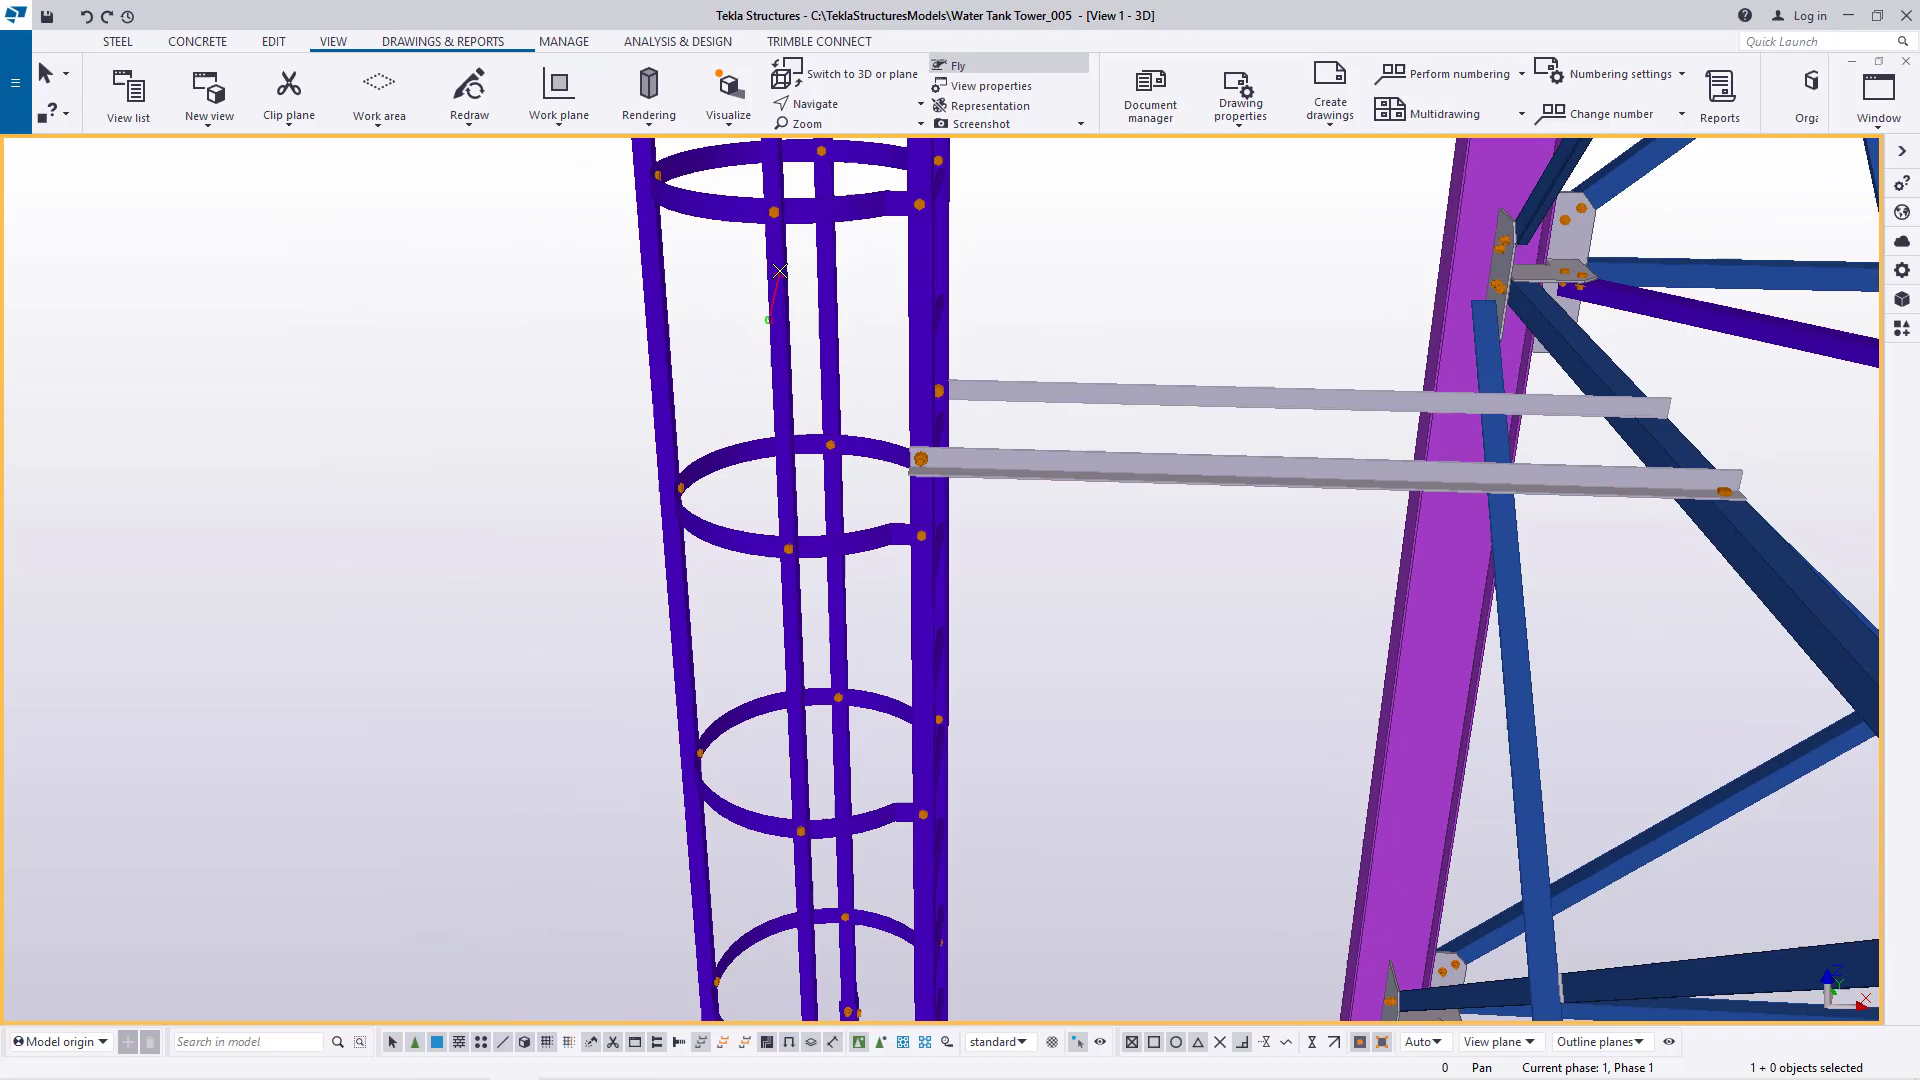 Tekla Structures - C:\TeklaStructuresModels\Water Tank Tower_005 - [View 1 - 3D]
Log in
STEEL
CONCRETE
EDIT
VIEW
DRAWINGS & REPORTS
MANAGE
ANALYSIS & DESIGN
TRIMBLE CONNECT
Quick Launch
View list
New view
Clip plane
Work area
Redraw
Work plane
Rendering
Visualize
Switch to 3D or plane
Navigate
Zoom
Fly
View properties
Representation
Screenshot
Document manager
Drawing properties
Create drawings
Perform numbering
Multidrawing
Numbering settings
Change number
Reports
Orga
Window
Z
Y
X
Model origin
Search in model
standard
Auto
View plane
Outline planes
0
Pan
Current phase: 1, Phase 1
1 + 0 objects selected